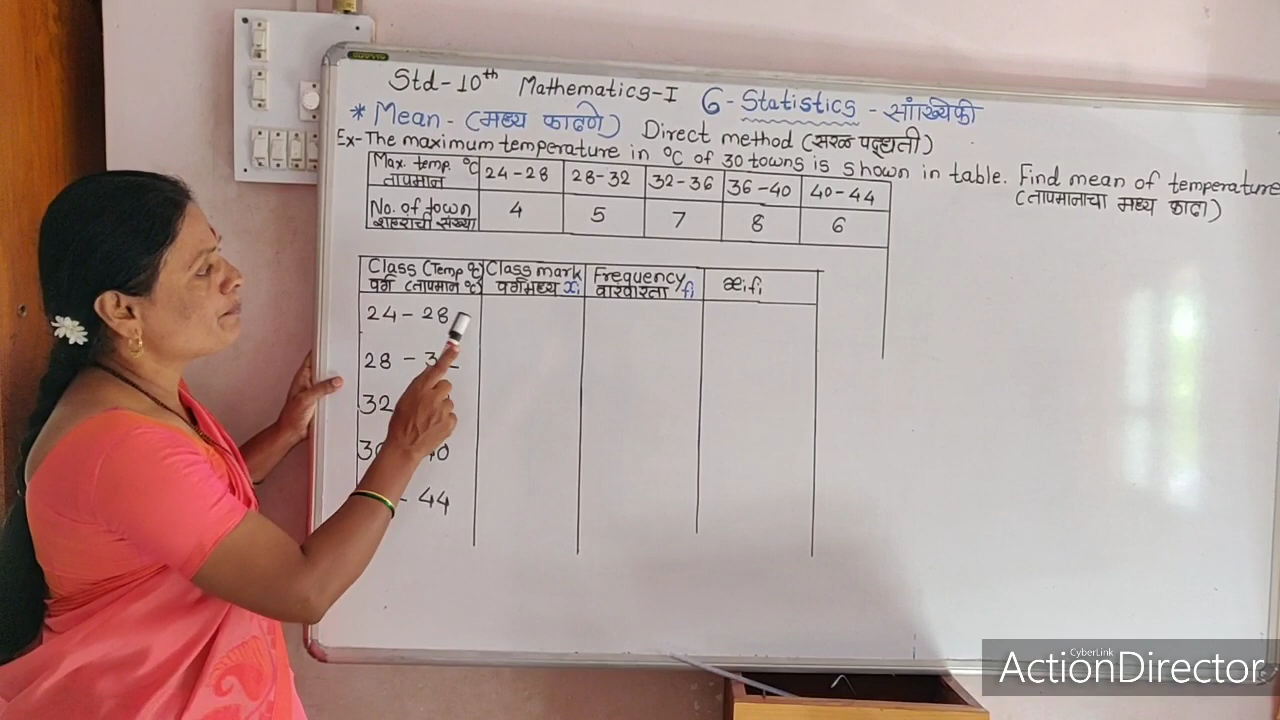 Std-10th Mathematics-I 6-Statistics - सांख्यिकी
* Mean - (मध्य काढणे) Direct method (सरळ पद्धती)
Ex-The maximum temperature in °C of 30 towns is shown in table. Find mean of temperature
(तापमानाचा मध्य काढा)
Max. temp. °C 24-28 28-32 32-36 36-40 40-44
तापमान
No. of town 4 5 7 8 6
शहराची संख्या
Class (Temp °C) Class mark Frequency xifi
वर्ग (तापमान °C) वर्गमध्य xi वारंवारता fi
24-28
28-3
32
40
- 44
CyberLink
ActionDirector